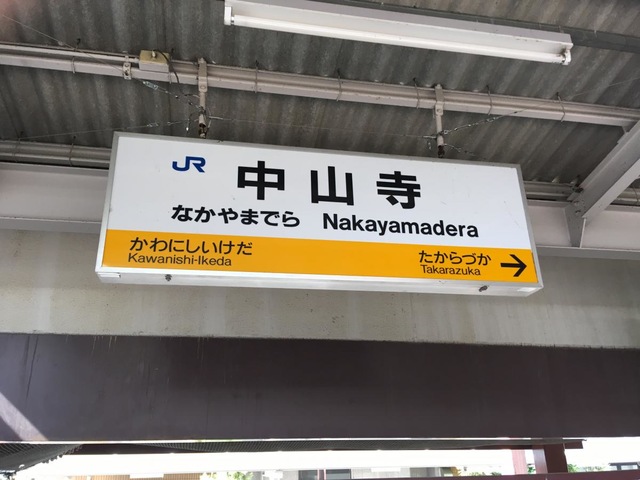 JR 中山寺
なかやまでら Nakayamadera
かわにしいけだ たからづか →
Kawanishi-Ikeda Takarazuka